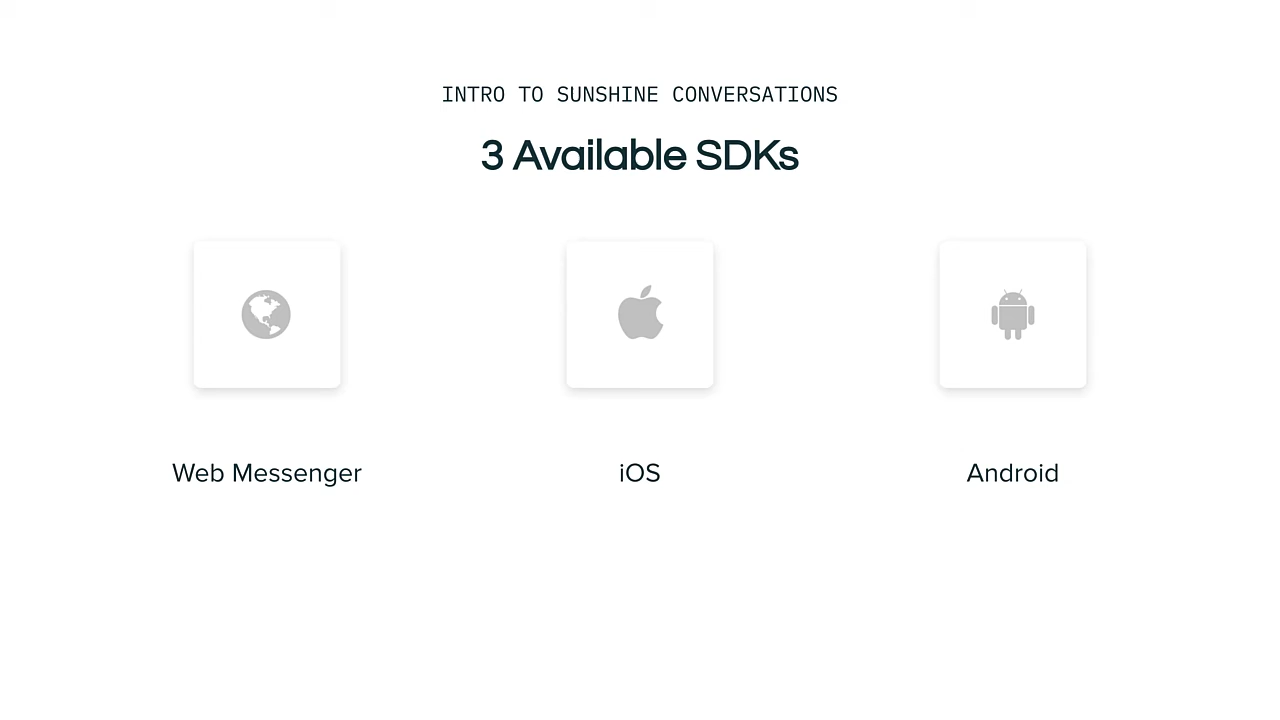 INTRO TO SUNSHINE CONVERSATIONS
3 Available SDKs
Web Messenger
iOS
Android